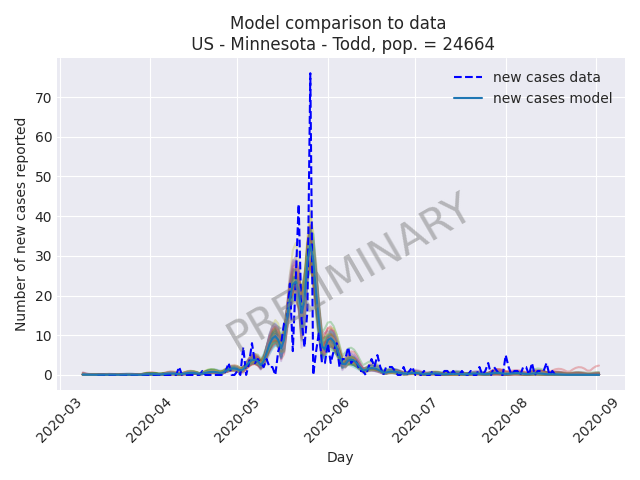 Model comparison to data
US - Minnesota - Todd, pop. = 24664
new cases data
new cases model
Number of new cases reported
70
60
50
40
30
20
10
0
PRELIMINARY
2020-03
2020-04
2020-05
2020-06
2020-07
2020-08
2020-09
Day